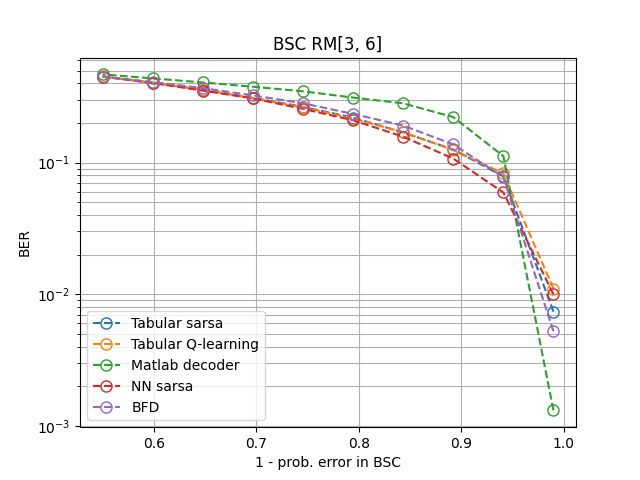 BSC RM[3, 6]
BER
10⁻¹
10⁻²
10⁻³
Tabular sarsa
Tabular Q-learning
Matlab decoder
NN sarsa
BFD
0.6 0.7 0.8 0.9 1.0
1 - prob. error in BSC